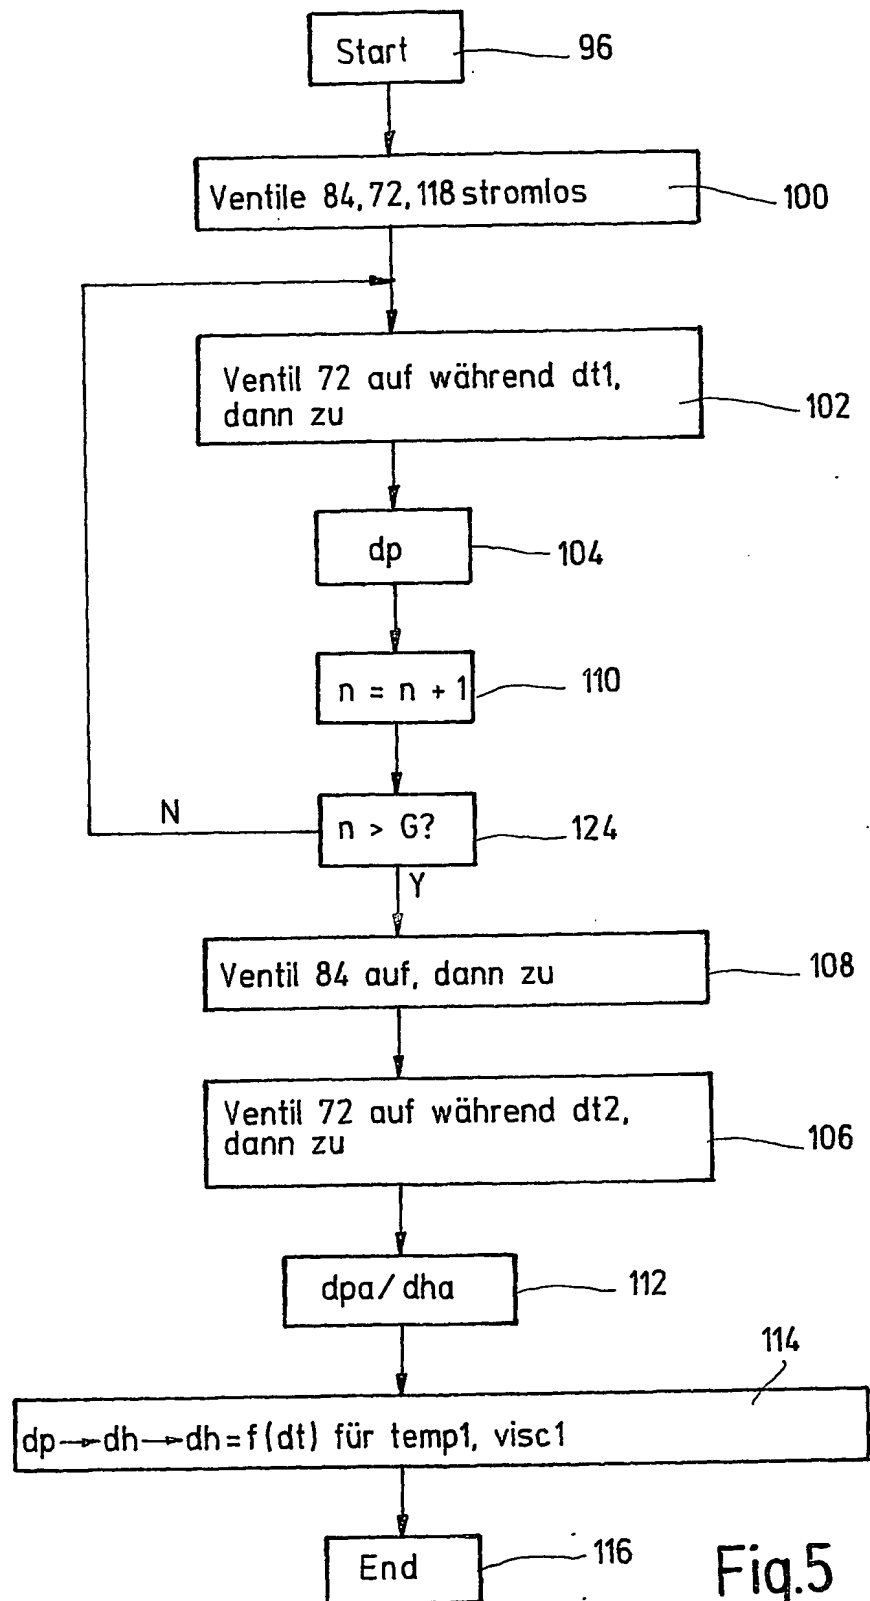 Start 96
Ventile 84, 72, 118 stromlos 100
Ventil 72 auf während dt1,
dann zu 102
dp 104
n = n + 1 110
n > G? 124
N
Y
Ventil 84 auf, dann zu 108
Ventil 72 auf während dt2,
dann zu 106
dpa/dha 112
114
dp→dh→dh=f(dt) für temp1, visc1
End 116
Fig.5